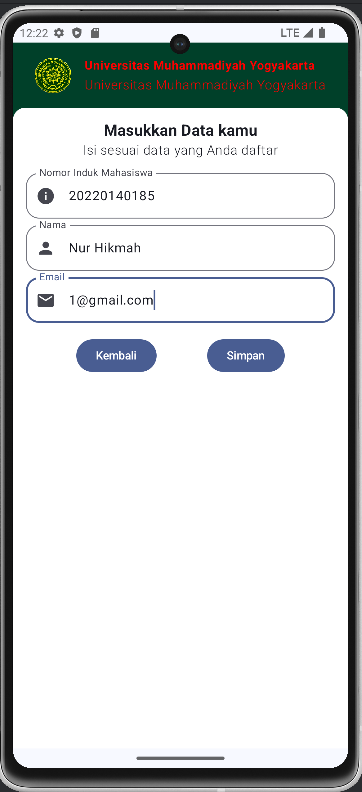 12:22 LTE
Universitas Muhammadiyah Yogyakarta
Universitas Muhammadiyah Yogyakarta
Masukkan Data kamu
Isi sesuai data yang Anda daftar
Nomor Induk Mahasiswa
20220140185
Nama
Nur Hikmah
Email
1@gmail.com
Kembali Simpan